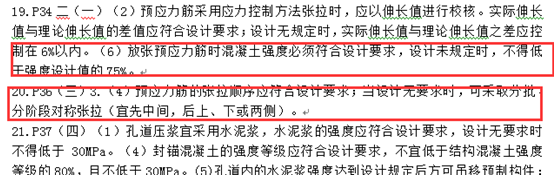 19.P34 二（一）（2）预应力筋采用应力控制方法张拉时，应以伸长值进行校核。实际伸
长值与理论伸长值的差值应符合设计要求；设计无规定时，实际伸长值与理论伸长值之差应控
制在 6%以内。（6）放张预应力筋时混凝土强度必须符合设计要求，设计未规定时，不得低
于强度设计值的 75%。
20.P36（三）3.（4）预应力筋的张拉顺序应符合设计要求；当设计无要求时，可采取分批、
分阶段对称张拉（宜先中间，后上、下或两侧）。
21.P37（四）（1）孔道压浆宜采用水泥浆，水泥浆的强度应符合设计要求，设计无要求时
不得低于 30MPa。（4）封锚混凝土的强度等级应符合设计要求，不宜低于结构混凝土强度
等级的 80%，且不低于 30MPa。(5)孔道内的水泥浆强度达到设计规定后方可吊移预制构件；